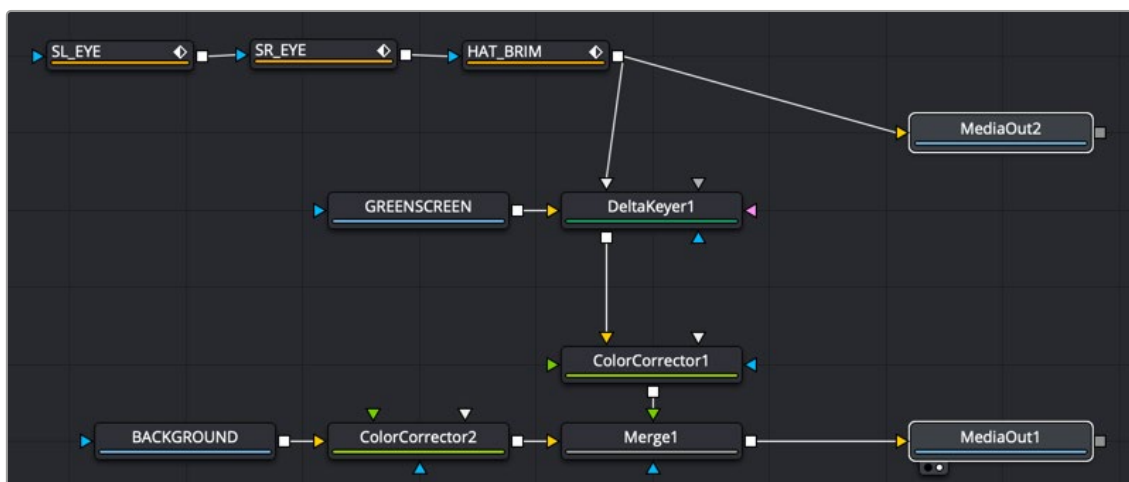 SL_EYE
SR_EYE
HAT_BRIM
MediaOut2
GREENSCREEN
DeltaKeyer1
ColorCorrector1
BACKGROUND
ColorCorrector2
Merge1
MediaOut1